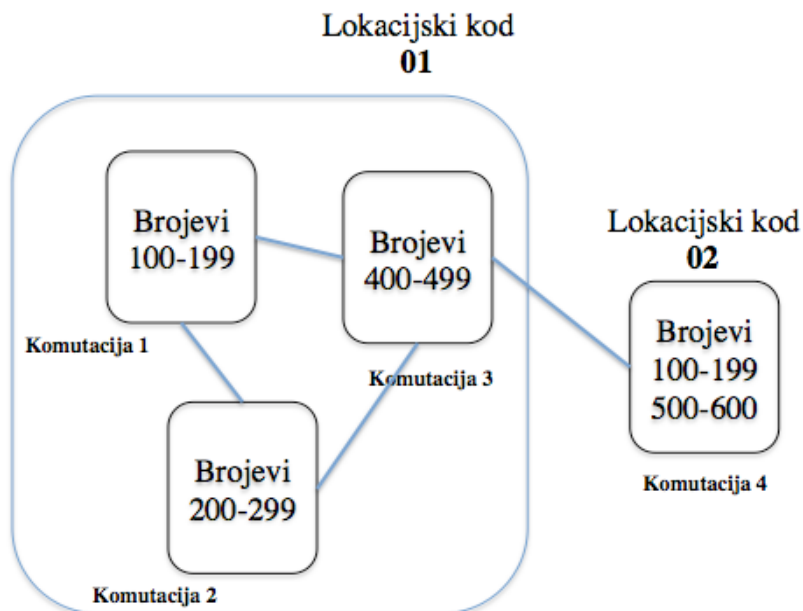 Lokacijski kod
01
Brojevi
100-199
Komutacija 1
Brojevi
400-499
Komutacija 3
Brojevi
200-299
Komutacija 2
Lokacijski kod
02
Brojevi
100-199
500-600
Komutacija 4